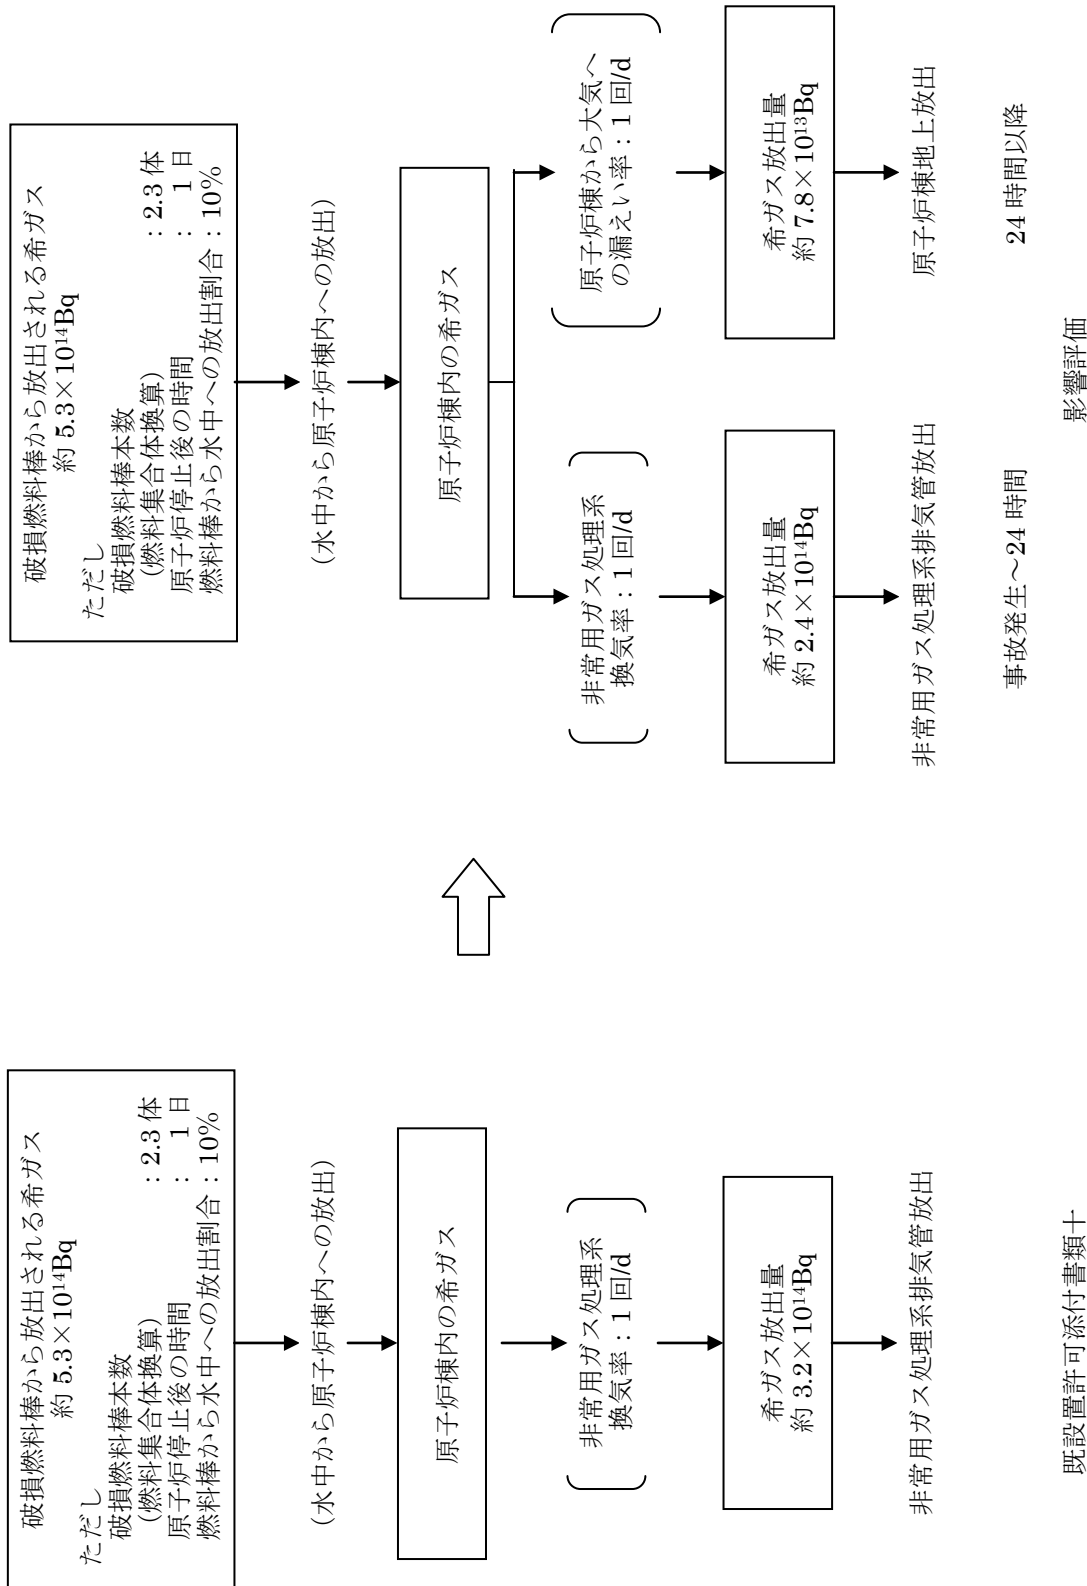 破損燃料棒から放出される希ガス
約 5.3×10¹⁴Bq
ただし
破損燃料棒本数
(燃料集合体換算) : 2.3 体
原子炉停止後の時間 : 1 日
燃料棒から水中への放出割合 : 10%
(水中から原子炉棟内への放出)
原子炉棟内の希ガス
非常用ガス処理系
換気率 : 1 回/d
希ガス放出量
約 3.2×10¹⁴Bq
非常用ガス処理系排気管放出
既設置許可添付書類十
破損燃料棒から放出される希ガス
約 5.3×10¹⁴Bq
ただし
破損燃料棒本数
(燃料集合体換算) : 2.3 体
原子炉停止後の時間 : 1 日
燃料棒から水中への放出割合 : 10%
(水中から原子炉棟内への放出)
原子炉棟内の希ガス
非常用ガス処理系
換気率 : 1 回/d
希ガス放出量
約 2.4×10¹⁴Bq
非常用ガス処理系排気管放出
事故発生～24 時間
原子炉棟から大気へ
の漏えい率 : 1 回/d
希ガス放出量
約 7.8×10¹³Bq
原子炉棟地上放出
24 時間以降
影響評価